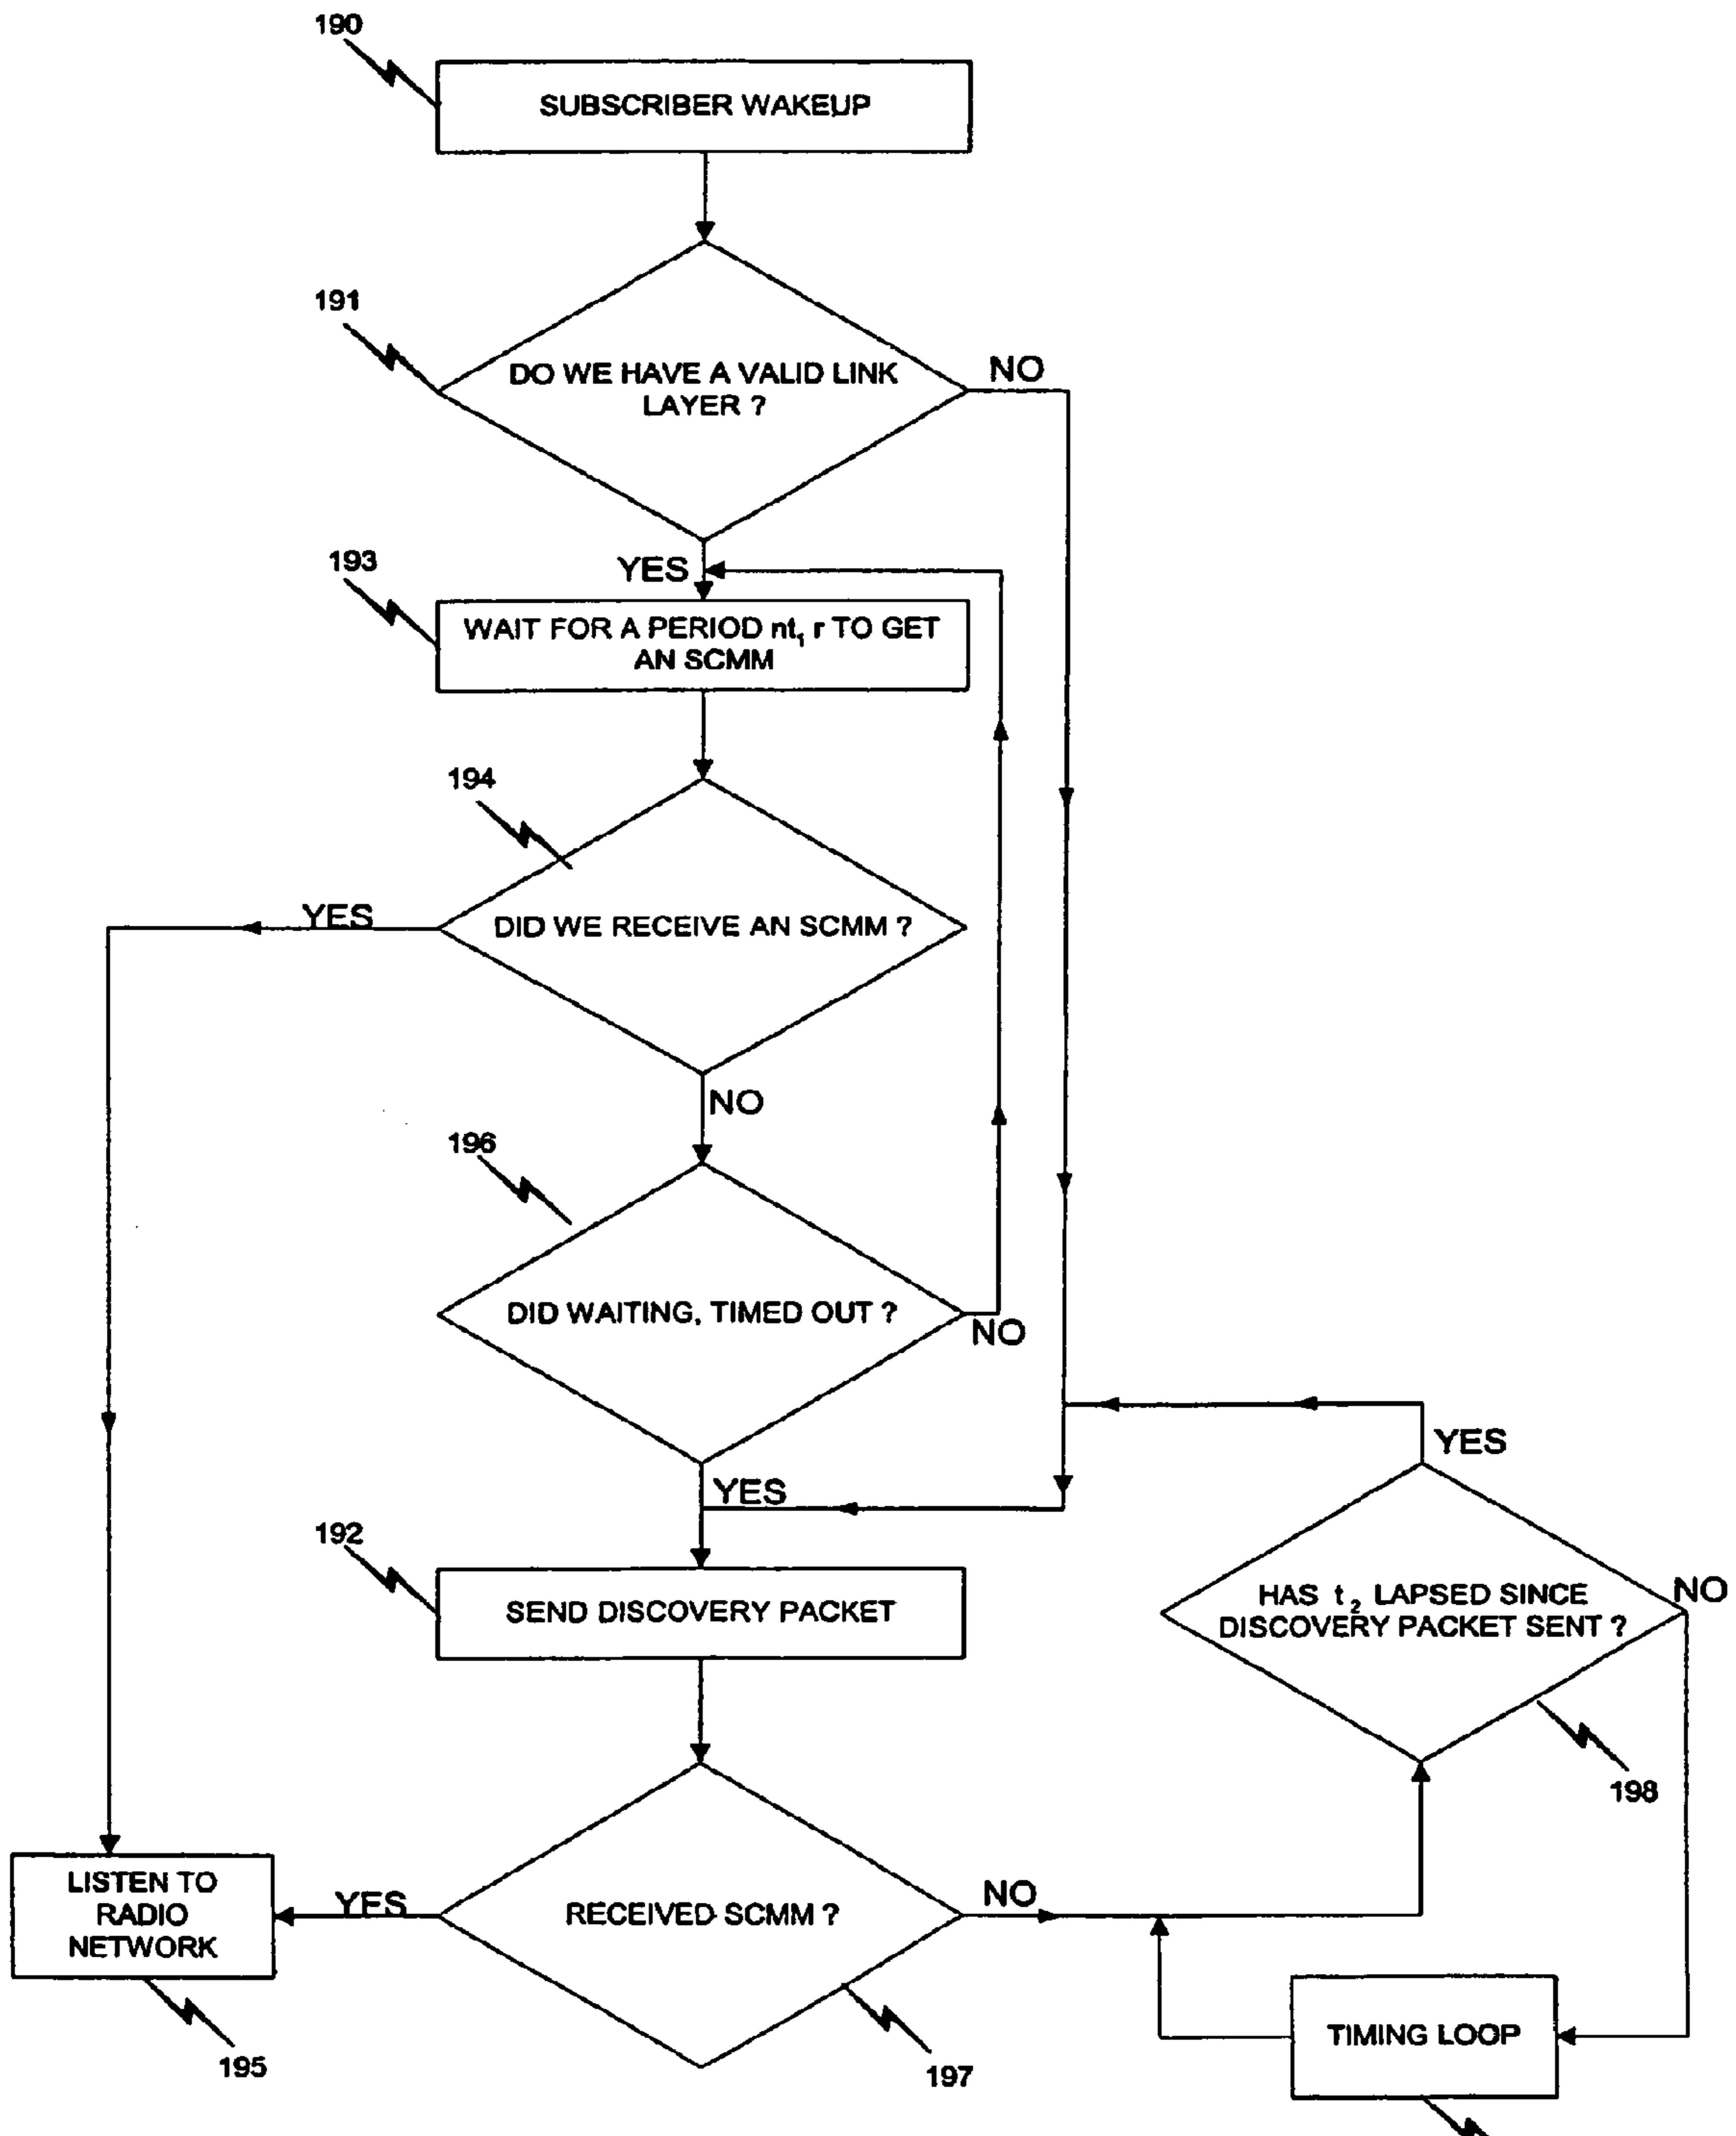 190
SUBSCRIBER WAKEUP
191
DO WE HAVE A VALID LINK
LAYER ?
NO
YES
193
WAIT FOR A PERIOD nt₁ r TO GET
AN SCMM
194
DID WE RECEIVE AN SCMM ?
YES
NO
196
DID WAITING, TIMED OUT ?
NO
YES
192
SEND DISCOVERY PACKET
HAS t₂ LAPSED SINCE
DISCOVERY PACKET SENT ?
YES
NO
198
RECEIVED SCMM ?
YES
NO
197
LISTEN TO
RADIO
NETWORK
195
TIMING LOOP